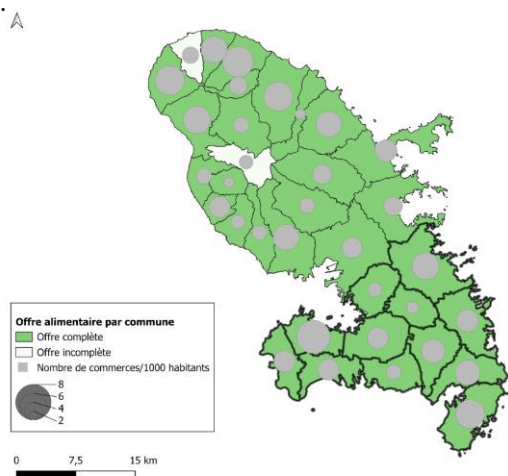 Offre alimentaire par commune
Offre complète
Offre incomplète
Nombre de commerces/1000 habitants
8
6
4
2
0 7,5 15 km